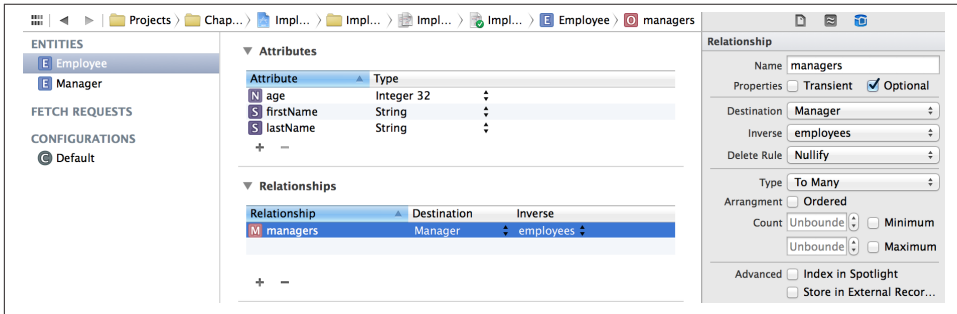 Projects Chap...) Impl... Impl... Impl... Impl... E Employee O managers
ENTITIES
E Employee
E Manager
FETCH REQUESTS
CONFIGURATIONS
C Default
▼ Attributes
Attribute Type
N age Integer 32
S firstName String
S lastName String
+ −
▼ Relationships
Relationship Destination Inverse
M managers Manager employees
+ −
Relationship
Name managers
Properties Transient Optional
Destination Manager
Inverse employees
Delete Rule Nullify
Type To Many
Arrangment Ordered
Count Unbounde Minimum
Unbounde Maximum
Advanced Index in Spotlight
Store in External Recor...